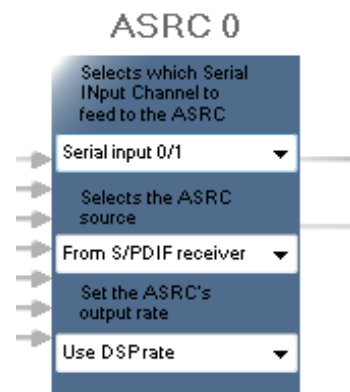 ASRC 0
Selects which Serial
INput Channel to
feed to the ASRC
Serial input 0/1
Selects the ASRC
source
From S/PDIF receiver
Set the ASRC's
output rate
Use DSPrate